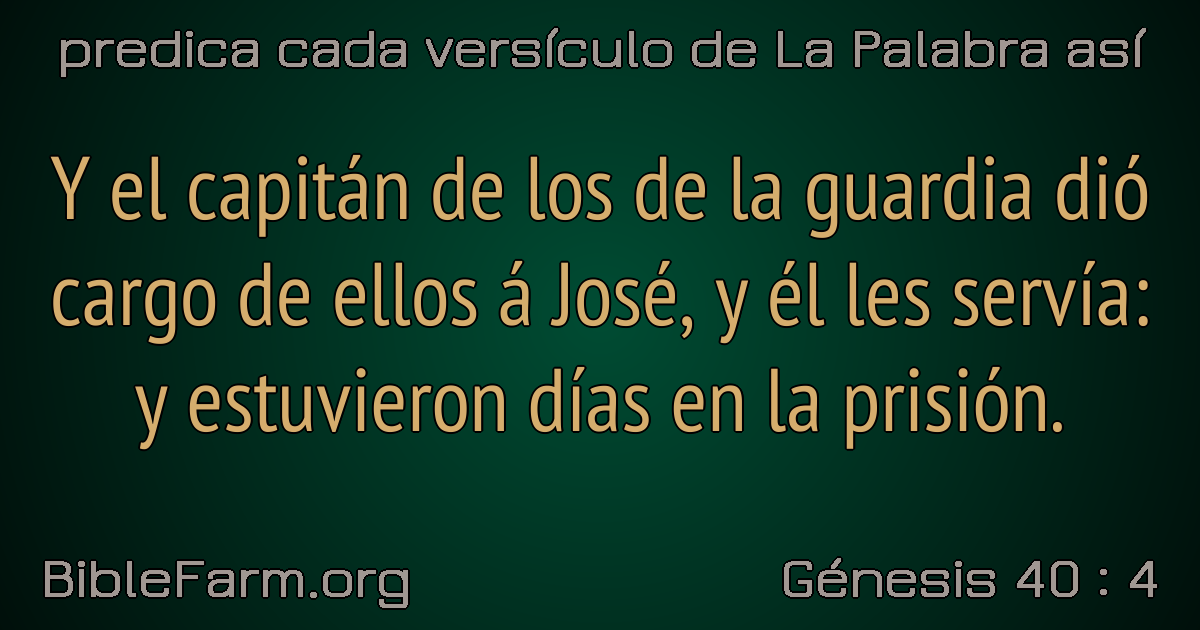 predica cada versículo de La Palabra así
Y el capitán de los de la guardia dió
cargo de ellos á José, y él les servía:
y estuvieron días en la prisión.
BibleFarm.org
Génesis 40 : 4